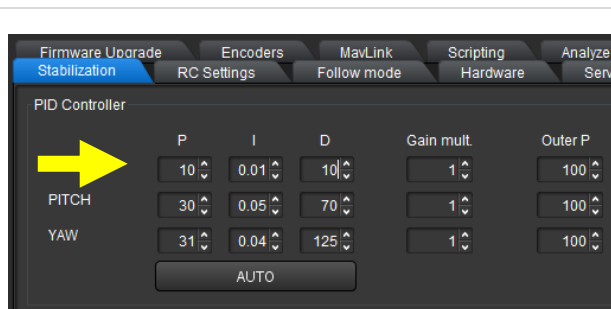 Firmware Upgrade Encoders MavLink Scripting Analyze
Stabilization RC Settings Follow mode Hardware Serv
PID Controller
P I D Gain mult. Outer P
10 0.01 10 1 100
PITCH 30 0.05 70 1 100
YAW 31 0.04 125 1 100
AUTO